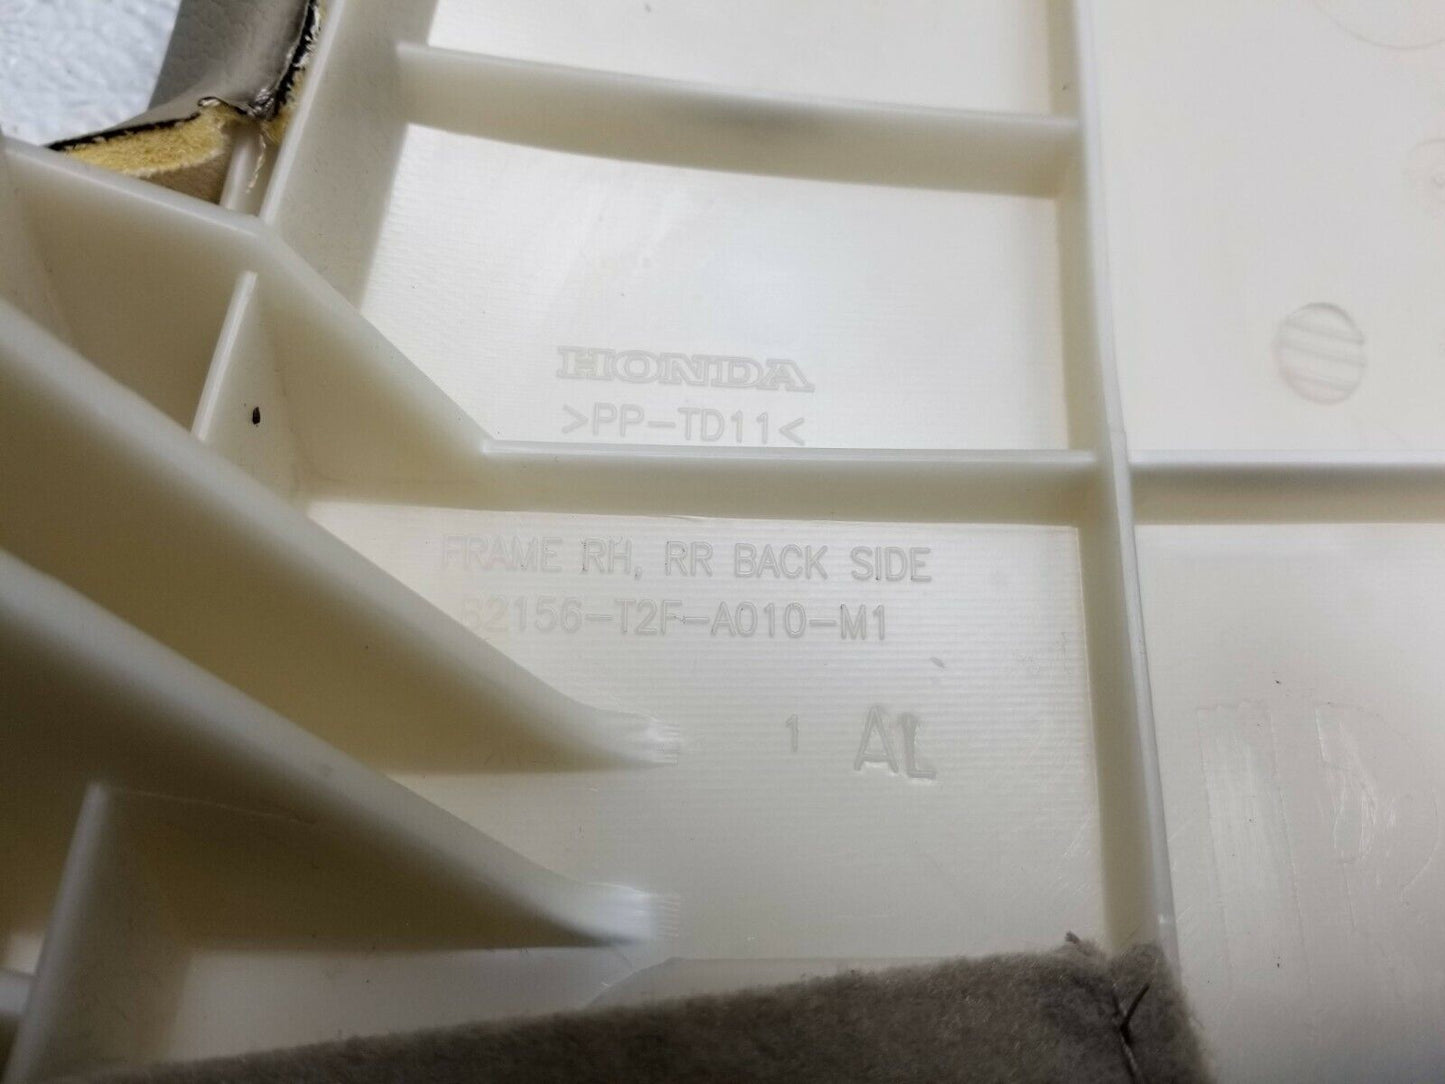 HONDA
>PP-TD11<
FRAME RH, RR BACK SIDE
82156-T2F-A010-M1
1 AL